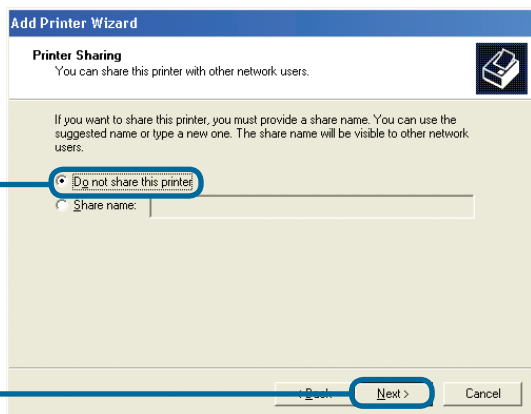 Add Printer Wizard
Printer Sharing
You can share this printer with other network users.
If you want to share this printer, you must provide a share name. You can use the
suggested name or type a new one. The share name will be visible to other network
users.
Do not share this printer
Share name:
< Back Next > Cancel